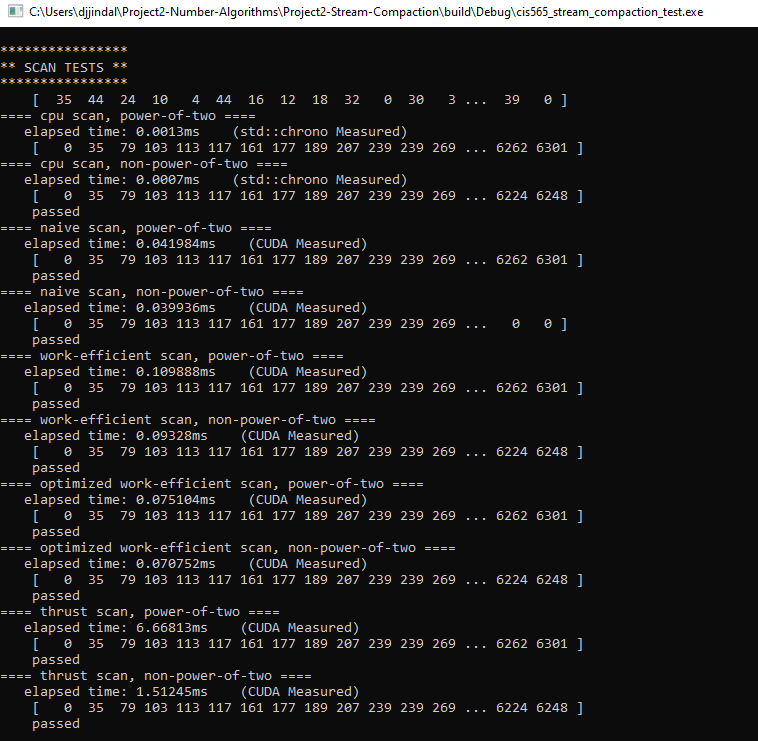 C:\Users\djjindal\Project2-Number-Algorithms\Project2-Stream-Compaction\build\Debug\cis565_stream_compaction_test.exe
****************
** SCAN TESTS **
****************
    [  35  44  24  10   4  44  16  12  18  32   0  30   3 ...  39   0 ]
==== cpu scan, power-of-two ====
   elapsed time: 0.0013ms    (std::chrono Measured)
    [   0  35  79 103 113 117 161 177 189 207 239 239 269 ... 6262 6301 ]
==== cpu scan, non-power-of-two ====
   elapsed time: 0.0007ms    (std::chrono Measured)
    [   0  35  79 103 113 117 161 177 189 207 239 239 269 ... 6224 6248 ]
    passed
==== naive scan, power-of-two ====
   elapsed time: 0.041984ms    (CUDA Measured)
    [   0  35  79 103 113 117 161 177 189 207 239 239 269 ... 6262 6301 ]
    passed
==== naive scan, non-power-of-two ====
   elapsed time: 0.039936ms    (CUDA Measured)
    [   0  35  79 103 113 117 161 177 189 207 239 239 269 ...   0   0 ]
    passed
==== work-efficient scan, power-of-two ====
   elapsed time: 0.109888ms    (CUDA Measured)
    [   0  35  79 103 113 117 161 177 189 207 239 239 269 ... 6262 6301 ]
    passed
==== work-efficient scan, non-power-of-two ====
   elapsed time: 0.09328ms    (CUDA Measured)
    [   0  35  79 103 113 117 161 177 189 207 239 239 269 ... 6224 6248 ]
    passed
==== optimized work-efficient scan, power-of-two ====
   elapsed time: 0.075104ms    (CUDA Measured)
    [   0  35  79 103 113 117 161 177 189 207 239 239 269 ... 6262 6301 ]
    passed
==== optimized work-efficient scan, non-power-of-two ====
   elapsed time: 0.070752ms    (CUDA Measured)
    [   0  35  79 103 113 117 161 177 189 207 239 239 269 ... 6224 6248 ]
    passed
==== thrust scan, power-of-two ====
   elapsed time: 6.66813ms    (CUDA Measured)
    [   0  35  79 103 113 117 161 177 189 207 239 239 269 ... 6262 6301 ]
    passed
==== thrust scan, non-power-of-two ====
   elapsed time: 1.51245ms    (CUDA Measured)
    [   0  35  79 103 113 117 161 177 189 207 239 239 269 ... 6224 6248 ]
    passed